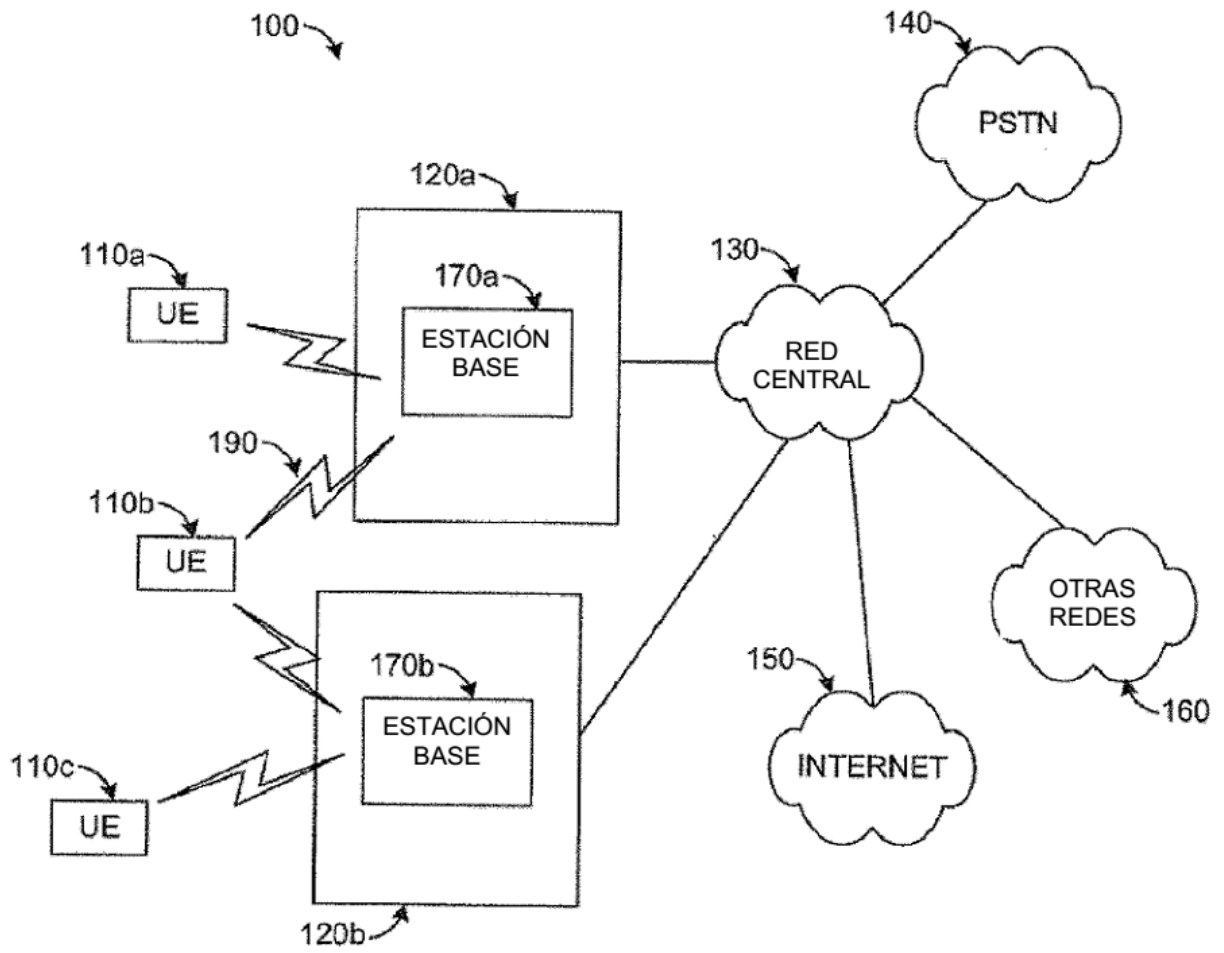 100
140
PSTN
120a
110a
UE
170a
ESTACIÓN
BASE
130
RED
CENTRAL
190
110b
UE
OTRAS
REDES
160
170b
ESTACIÓN
BASE
150
INTERNET
110c
UE
120b